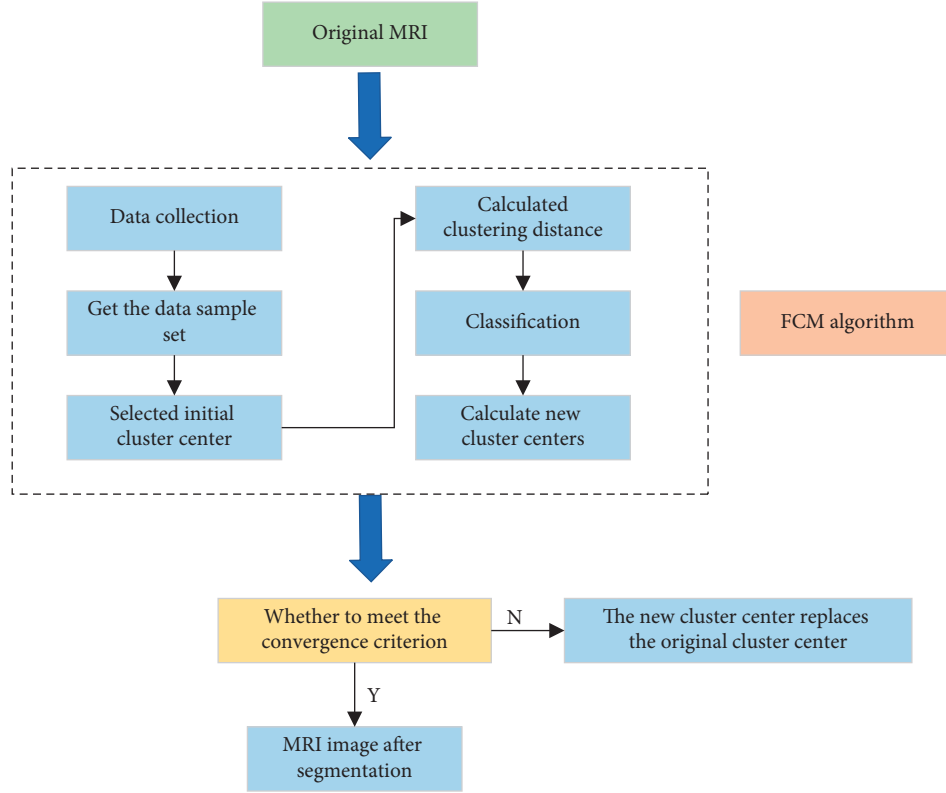 Original MRI
Data collection
Get the data sample
set
Selected initial
cluster center
Calculated
clustering distance
Classification
Calculate new
cluster centers
FCM algorithm
Whether to meet the
convergence criterion
N
The new cluster center replaces
the original cluster center
Y
MRI image after
segmentation